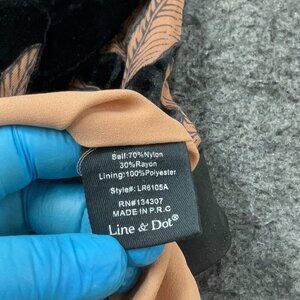 Self:70%Nylon
30%Rayon
Lining:100%Polyester
Style#: LR6105A
RN#134307
MADE IN P.R.C
Line & Dot®